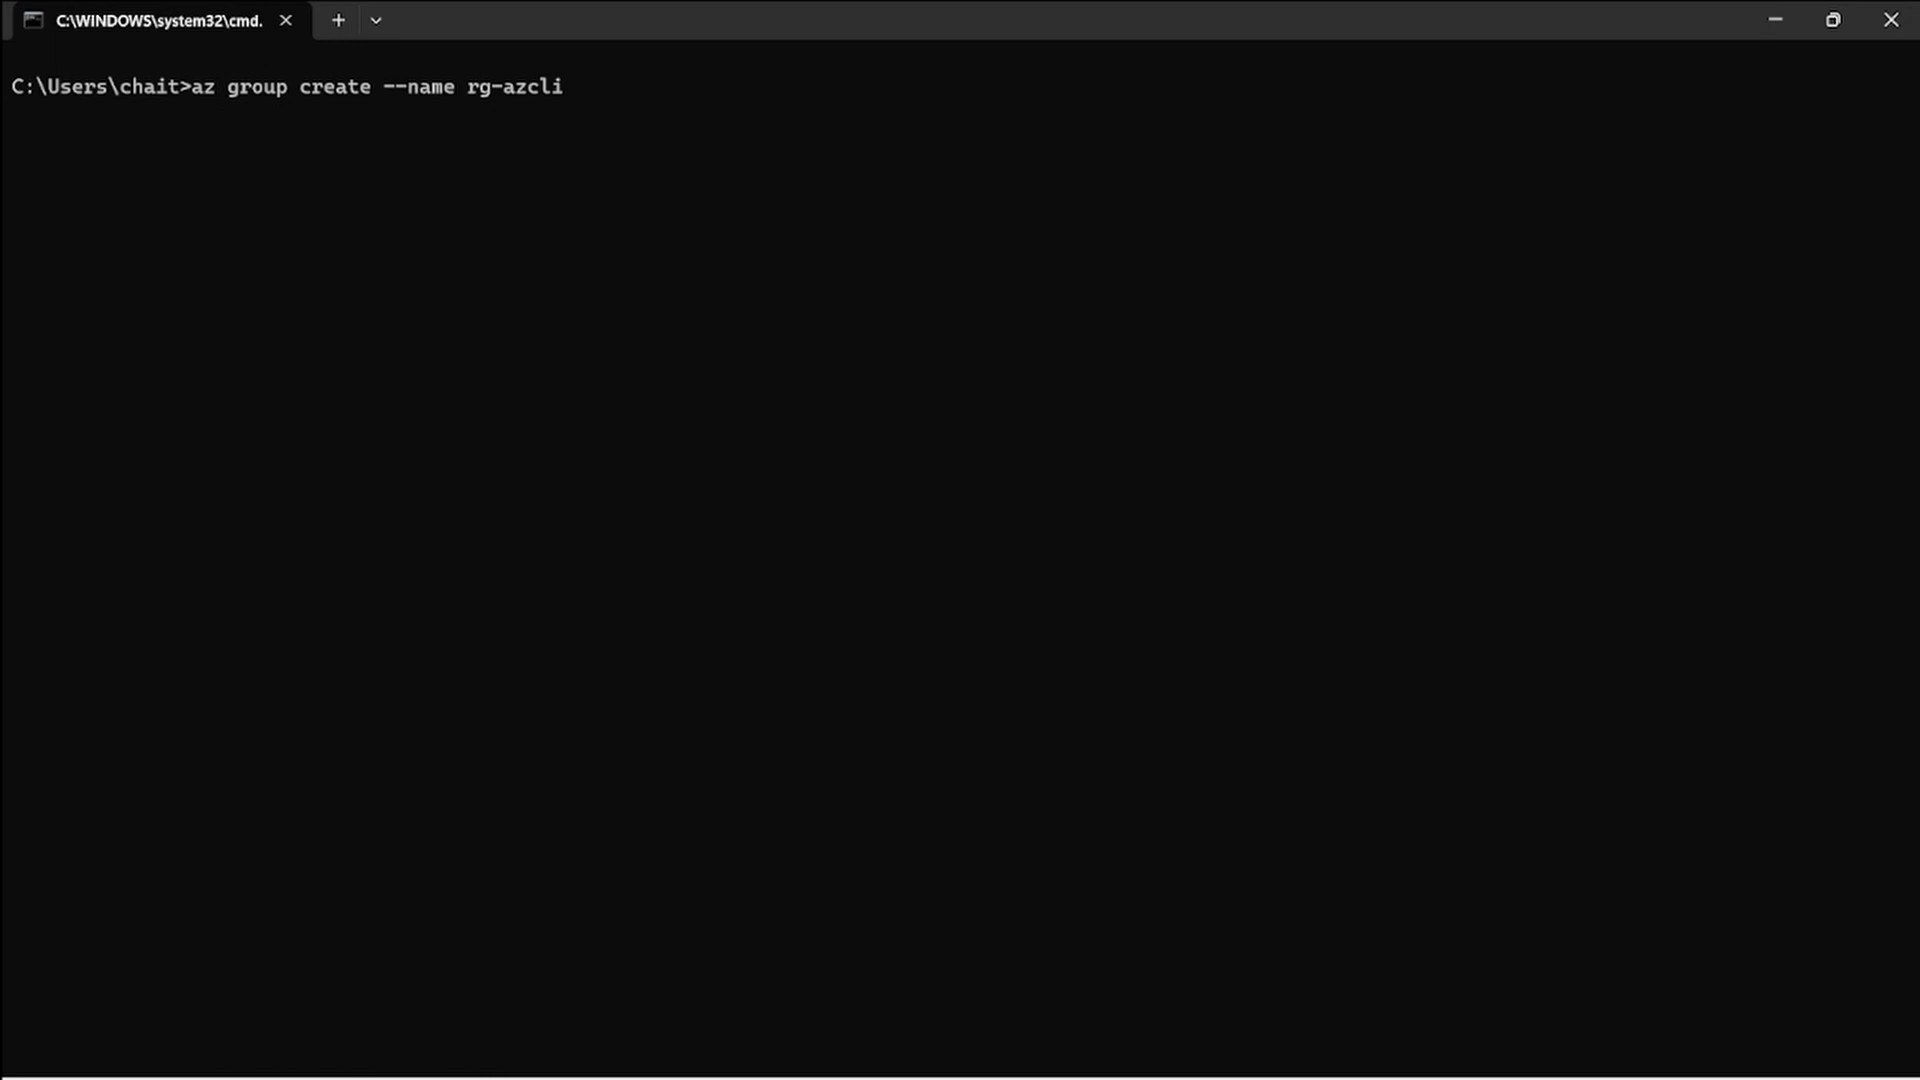 C:\WINDOWS\system32\cmd.
C:\Users\chait>az group create --name rg-azcli